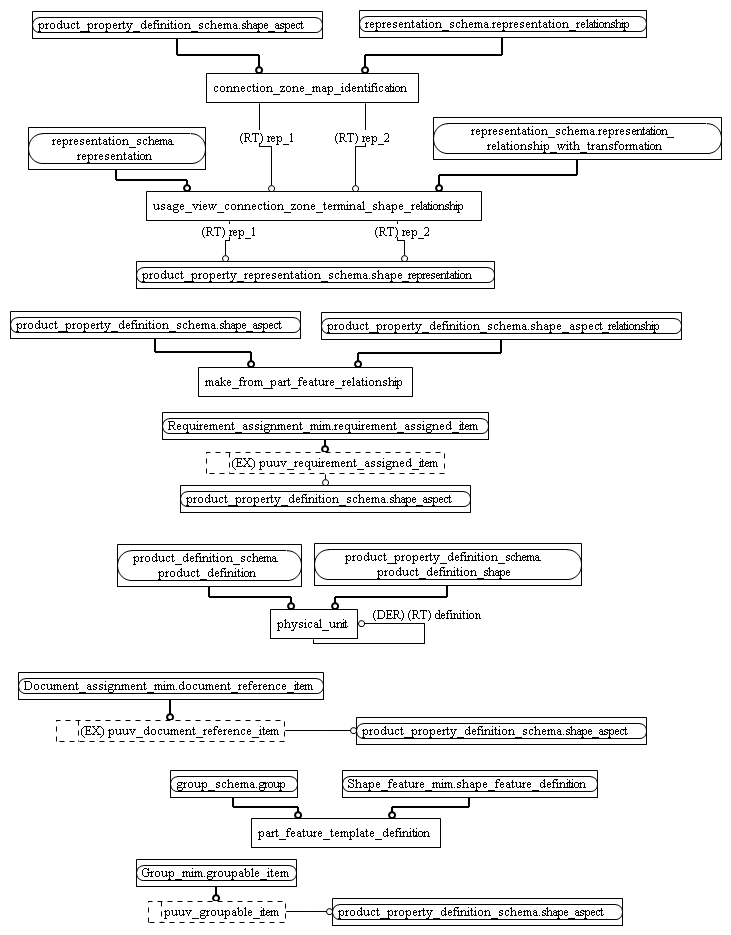 product_property_definition_schema.shape_aspect
representation_schema.representation_relationship
connection_zone_map_identification
(RT) rep_1
(RT) rep_2
representation_schema.
representation
representation_schema.representation_
relationship_with_transformation
usage_view_connection_zone_terminal_shape_relationship
(RT) rep_1
(RT) rep_2
product_property_representation_schema.shape_representation
product_property_definition_schema.shape_aspect
product_property_definition_schema.shape_aspect_relationship
make_from_part_feature_relationship
Requirement_assignment_mim.requirement_assigned_item
(EX) puuv_requirement_assigned_item
product_property_definition_schema.shape_aspect
product_definition_schema.
product_definition
product_property_definition_schema.
product_definition_shape
(DER) (RT) definition
physical_unit
Document_assignment_mim.document_reference_item
(EX) puuv_document_reference_item
product_property_definition_schema.shape_aspect
group_schema.group
Shape_feature_mim.shape_feature_definition
part_feature_template_definition
Group_mim.groupable_item
puuv_groupable_item
product_property_definition_schema.shape_aspect